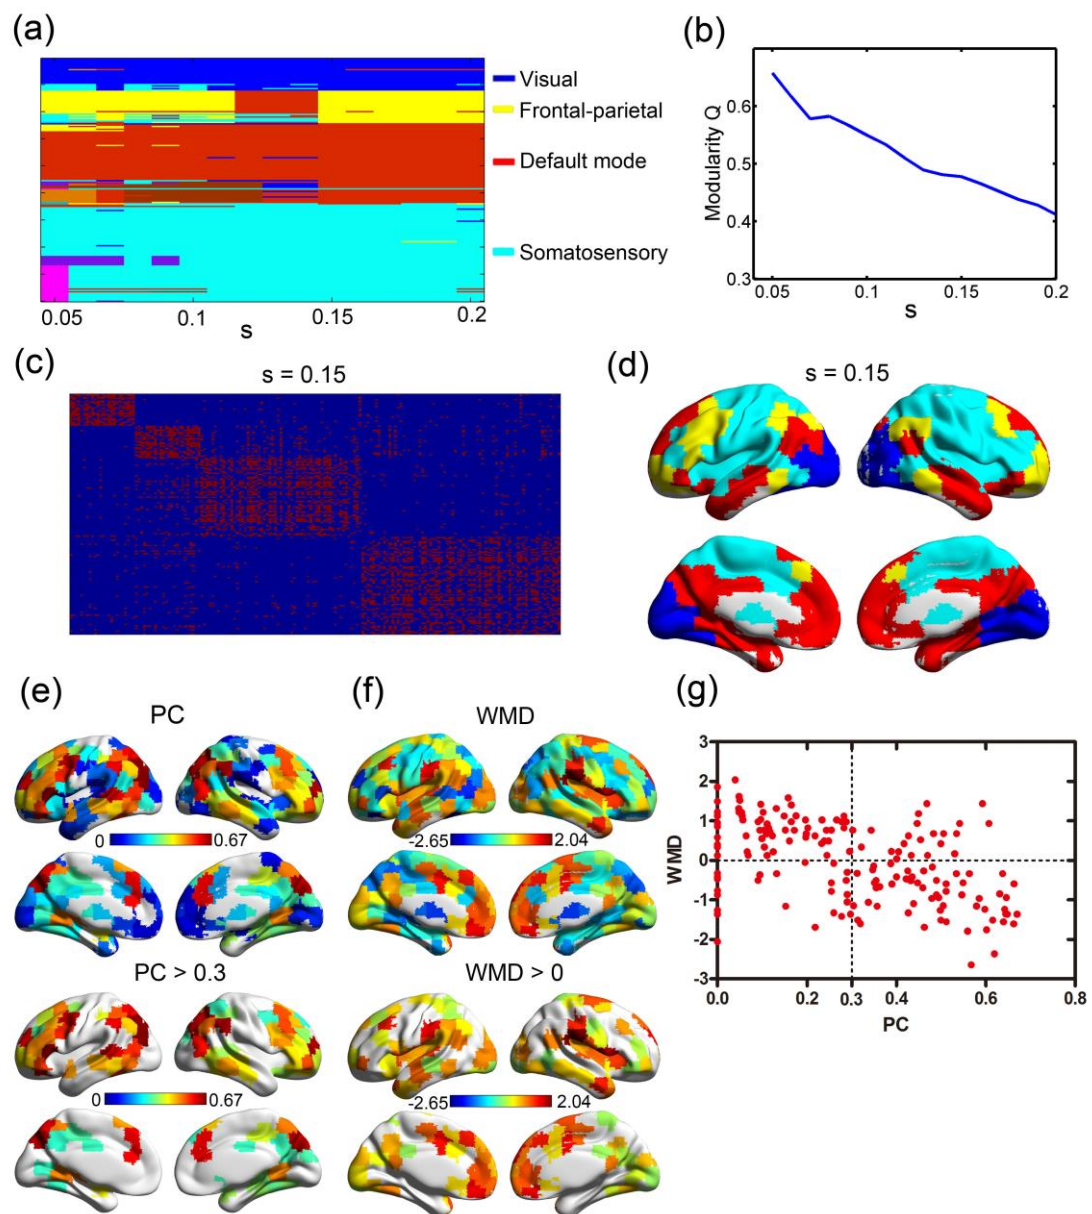 (a)
Visual
Frontal-parietal
Default mode
Somatosensory
0.05 0.1 0.15 0.2
s
(b)
Modularity Q
0.6
0.5
0.4
0.3
0.05 0.1 0.15 0.2
s
(c)
s = 0.15
(d)
s = 0.15
(e)
PC
0 0.67
PC > 0.3
0 0.67
(f)
WMD
-2.65 2.04
WMD > 0
-2.65 2.04
(g)
WMD
3
2
1
0
-1
-2
-3
0.0 0.2 0.3 0.4 0.6 0.8
PC